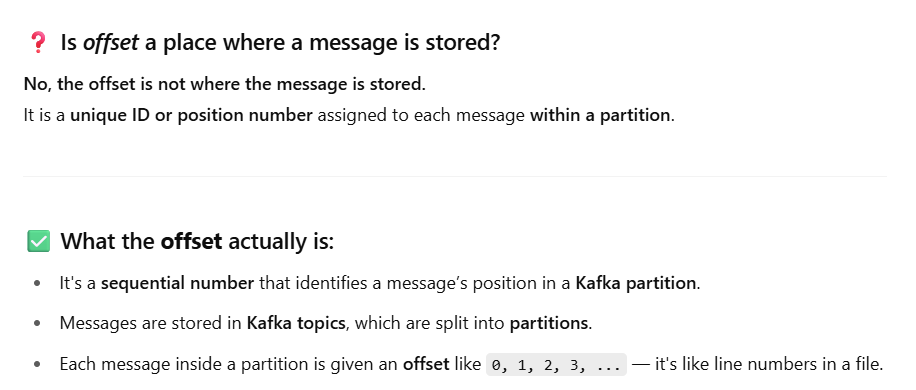 ❓ Is offset a place where a message is stored?
No, the offset is not where the message is stored.
It is a unique ID or position number assigned to each message within a partition.
✅ What the offset actually is:
• It's a sequential number that identifies a message’s position in a Kafka partition.
• Messages are stored in Kafka topics, which are split into partitions.
• Each message inside a partition is given an offset like 0, 1, 2, 3, ... — it's like line numbers in a file.